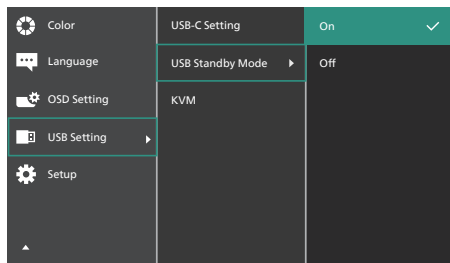 Color
Language
OSD Setting
USB Setting
Setup
USB-C Setting
USB Standby Mode
KVM
On
Off